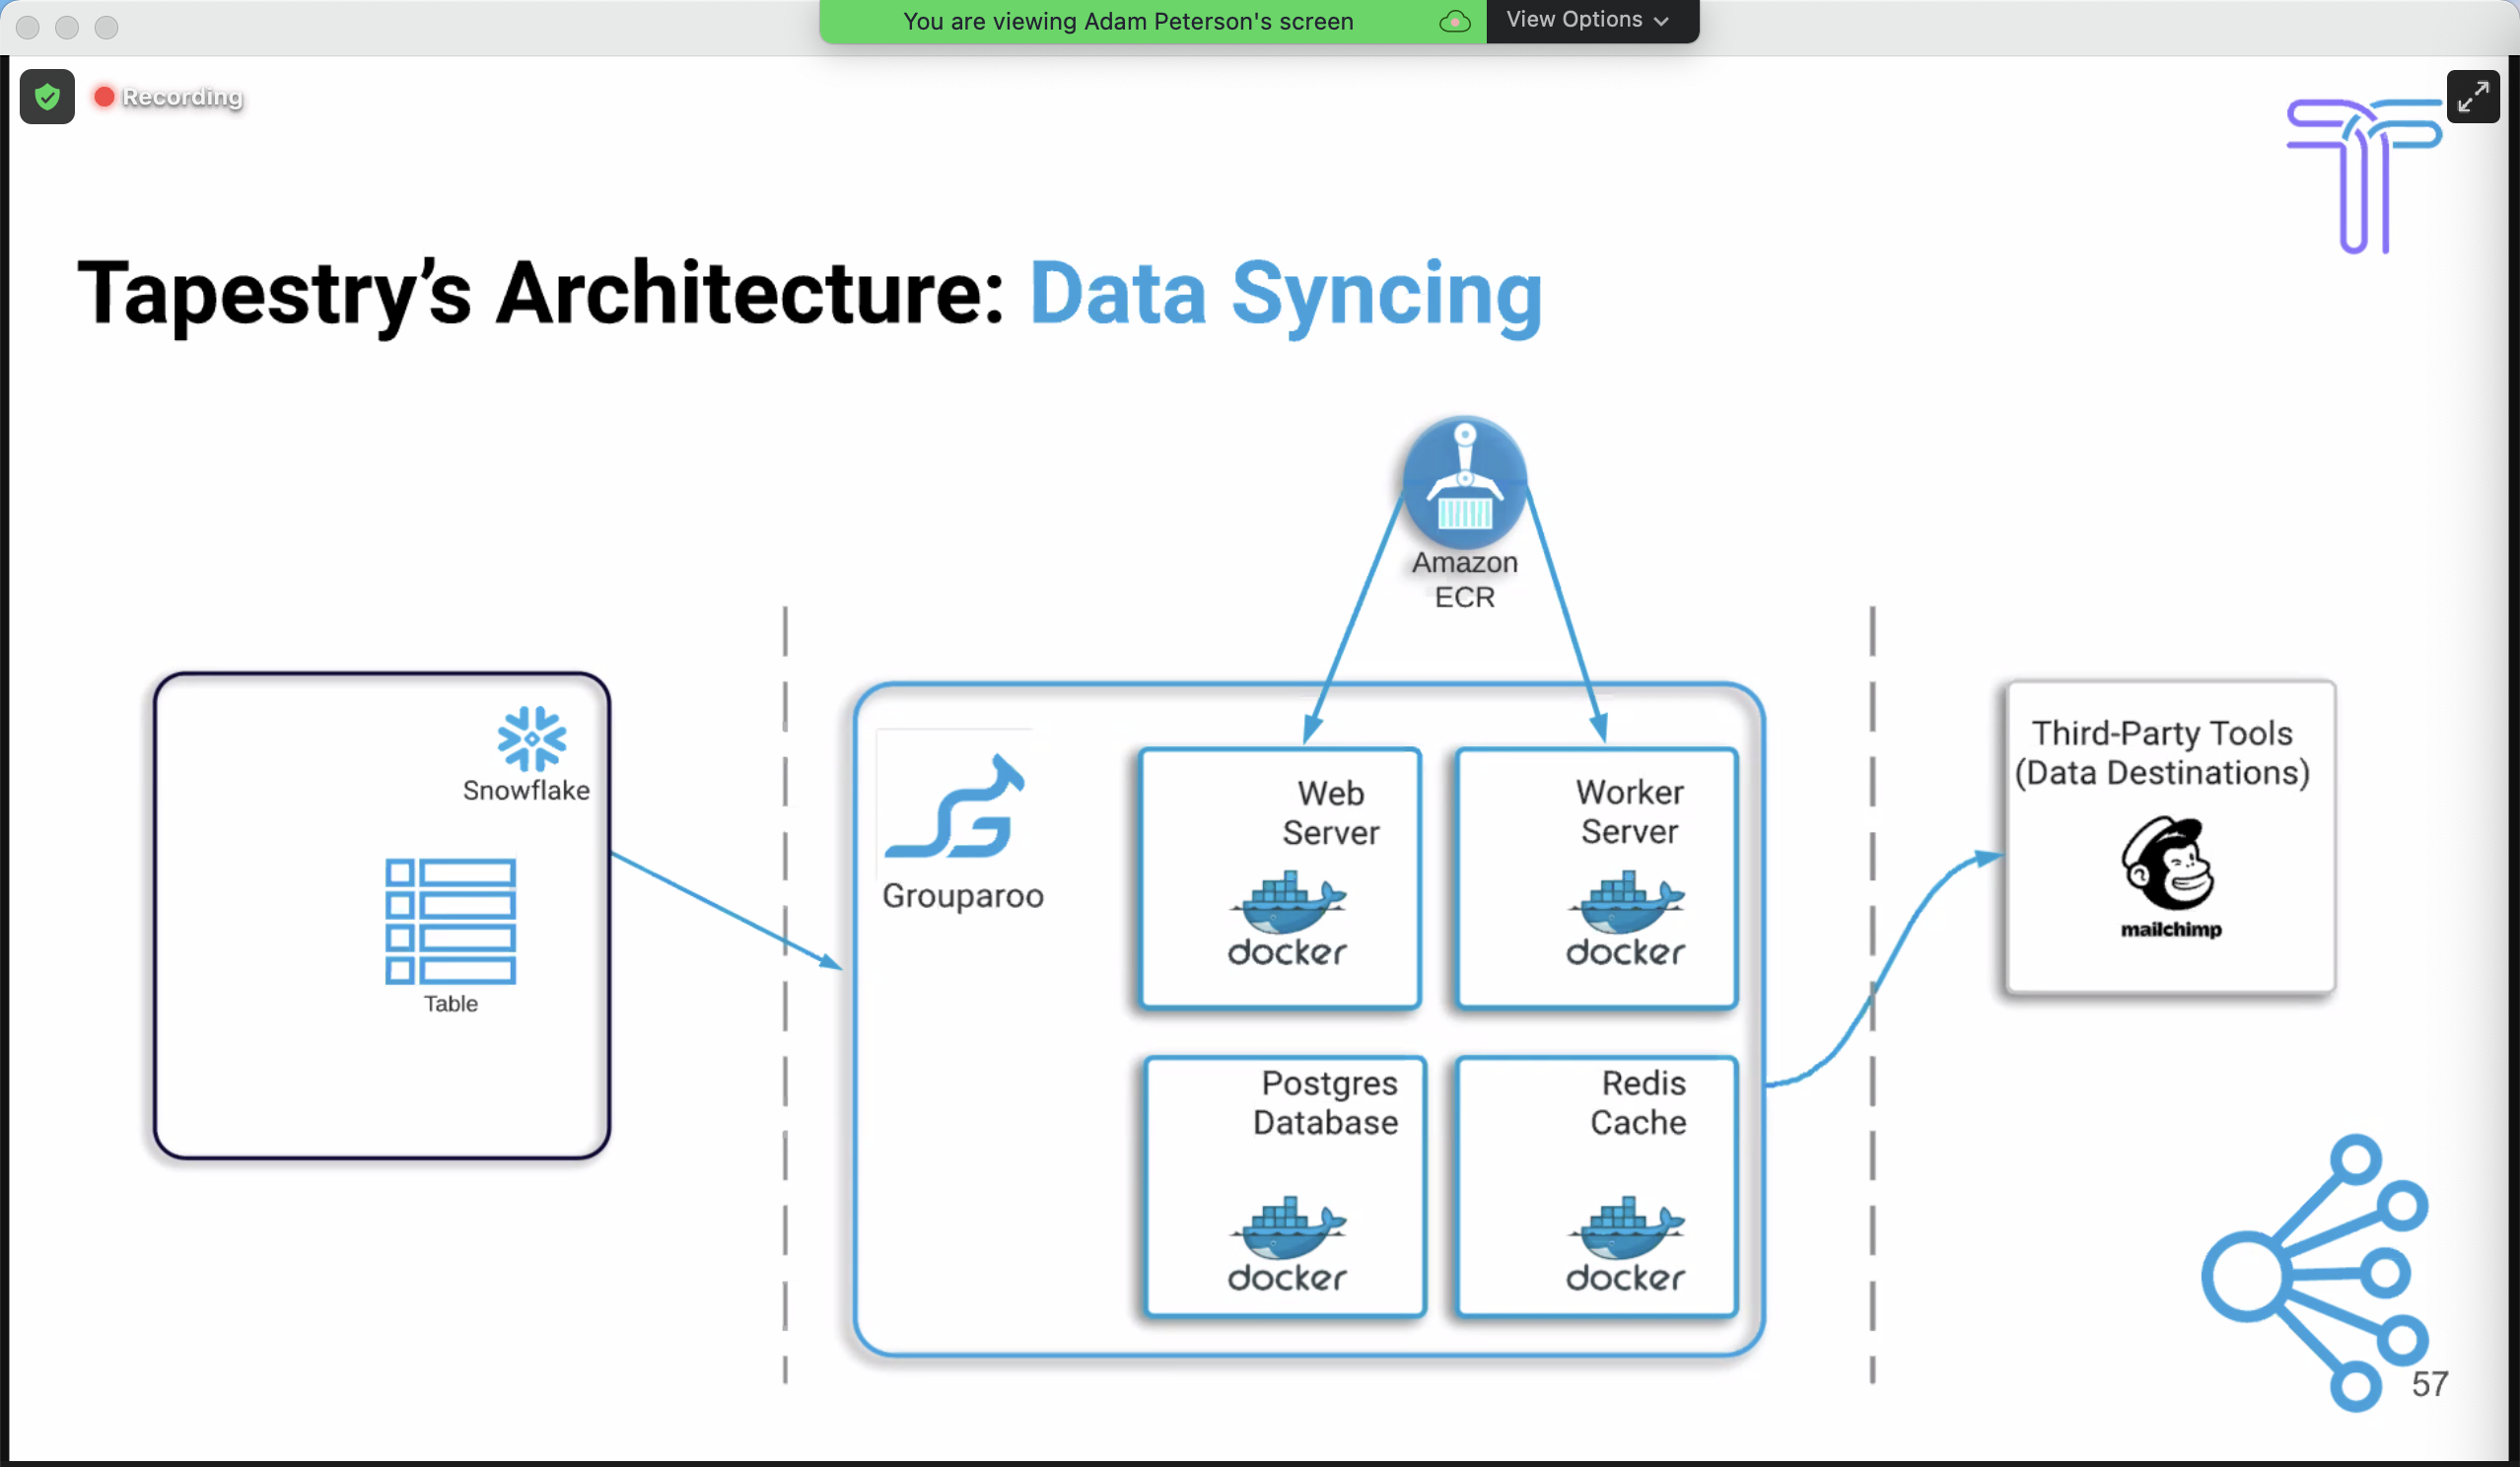 You are viewing Adam Peterson's screen
View Options
Recording
Tapestry's Architecture: Data Syncing
Amazon
ECR
Snowflake
Table
Grouparoo
Web
Server
docker
Worker
Server
docker
Postgres
Database
docker
Redis
Cache
docker
Third-Party Tools
(Data Destinations)
mailchimp
57